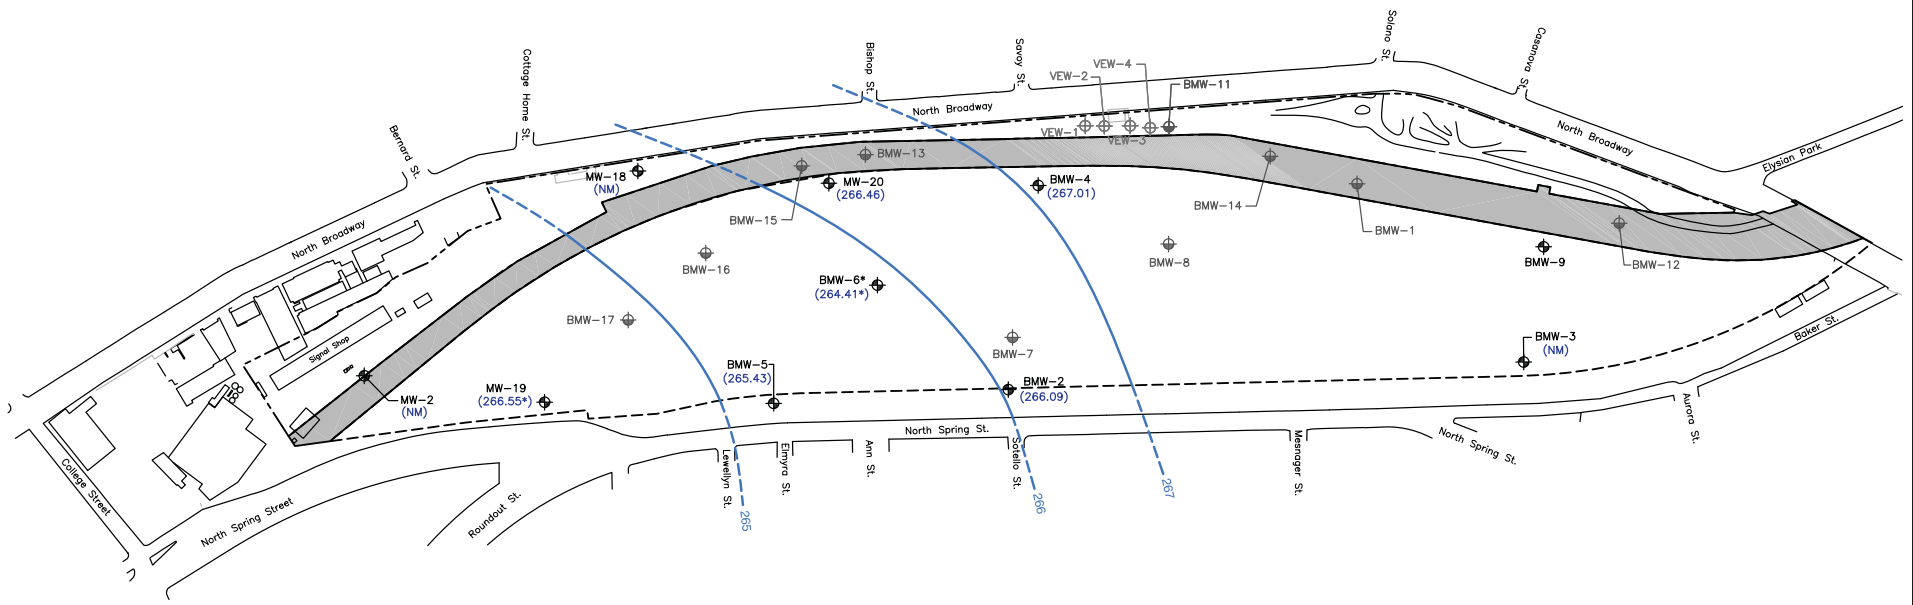 Solano St.
Casanova St.
Savoy St.
Bishop St.
Cottage Home St.
Bernard St.
VEW-4
VEW-2
BMW-11
North Broadway
VEW-1
VEW-3
North Broadway
Elysian Park
BMW-13
MW-18
(NM)
MW-20
(266.46)
BMW-4
(267.01)
BMW-15
BMW-14
BMW-1
North Broadway
BMW-16
BMW-8
BMW-9
BMW-12
BMW-6*
(264.41*)
BMW-17
Signal Shop
BMW-7
BMW-3
(NM)
Baker St.
BMW-5
(265.43)
MW-19
(266.55*)
BMW-2
(266.09)
MW-2
(NM)
North Spring St.
Aurora St.
North Spring St.
Lewellyn St.
Elmyra St.
Ann St.
Sotello St.
Mesnager St.
College Street
Roundout St.
North Spring Street
265
266
267